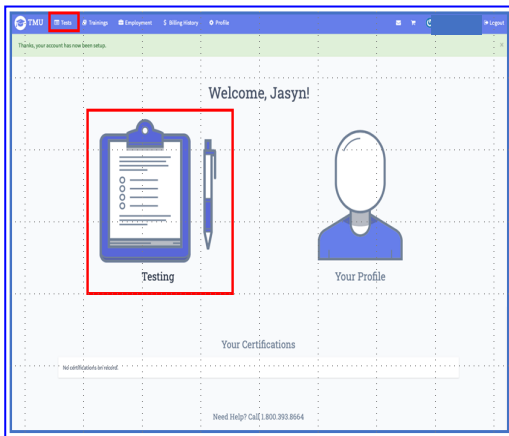 TMU Tests Trainings Employment $ Billing History Profile Logout
Thanks, your account has now been setup. ×
Welcome, Jasyn!
Testing Your Profile
Your Certifications
No certifications on record.
Need Help? Call 1.800.393.8664